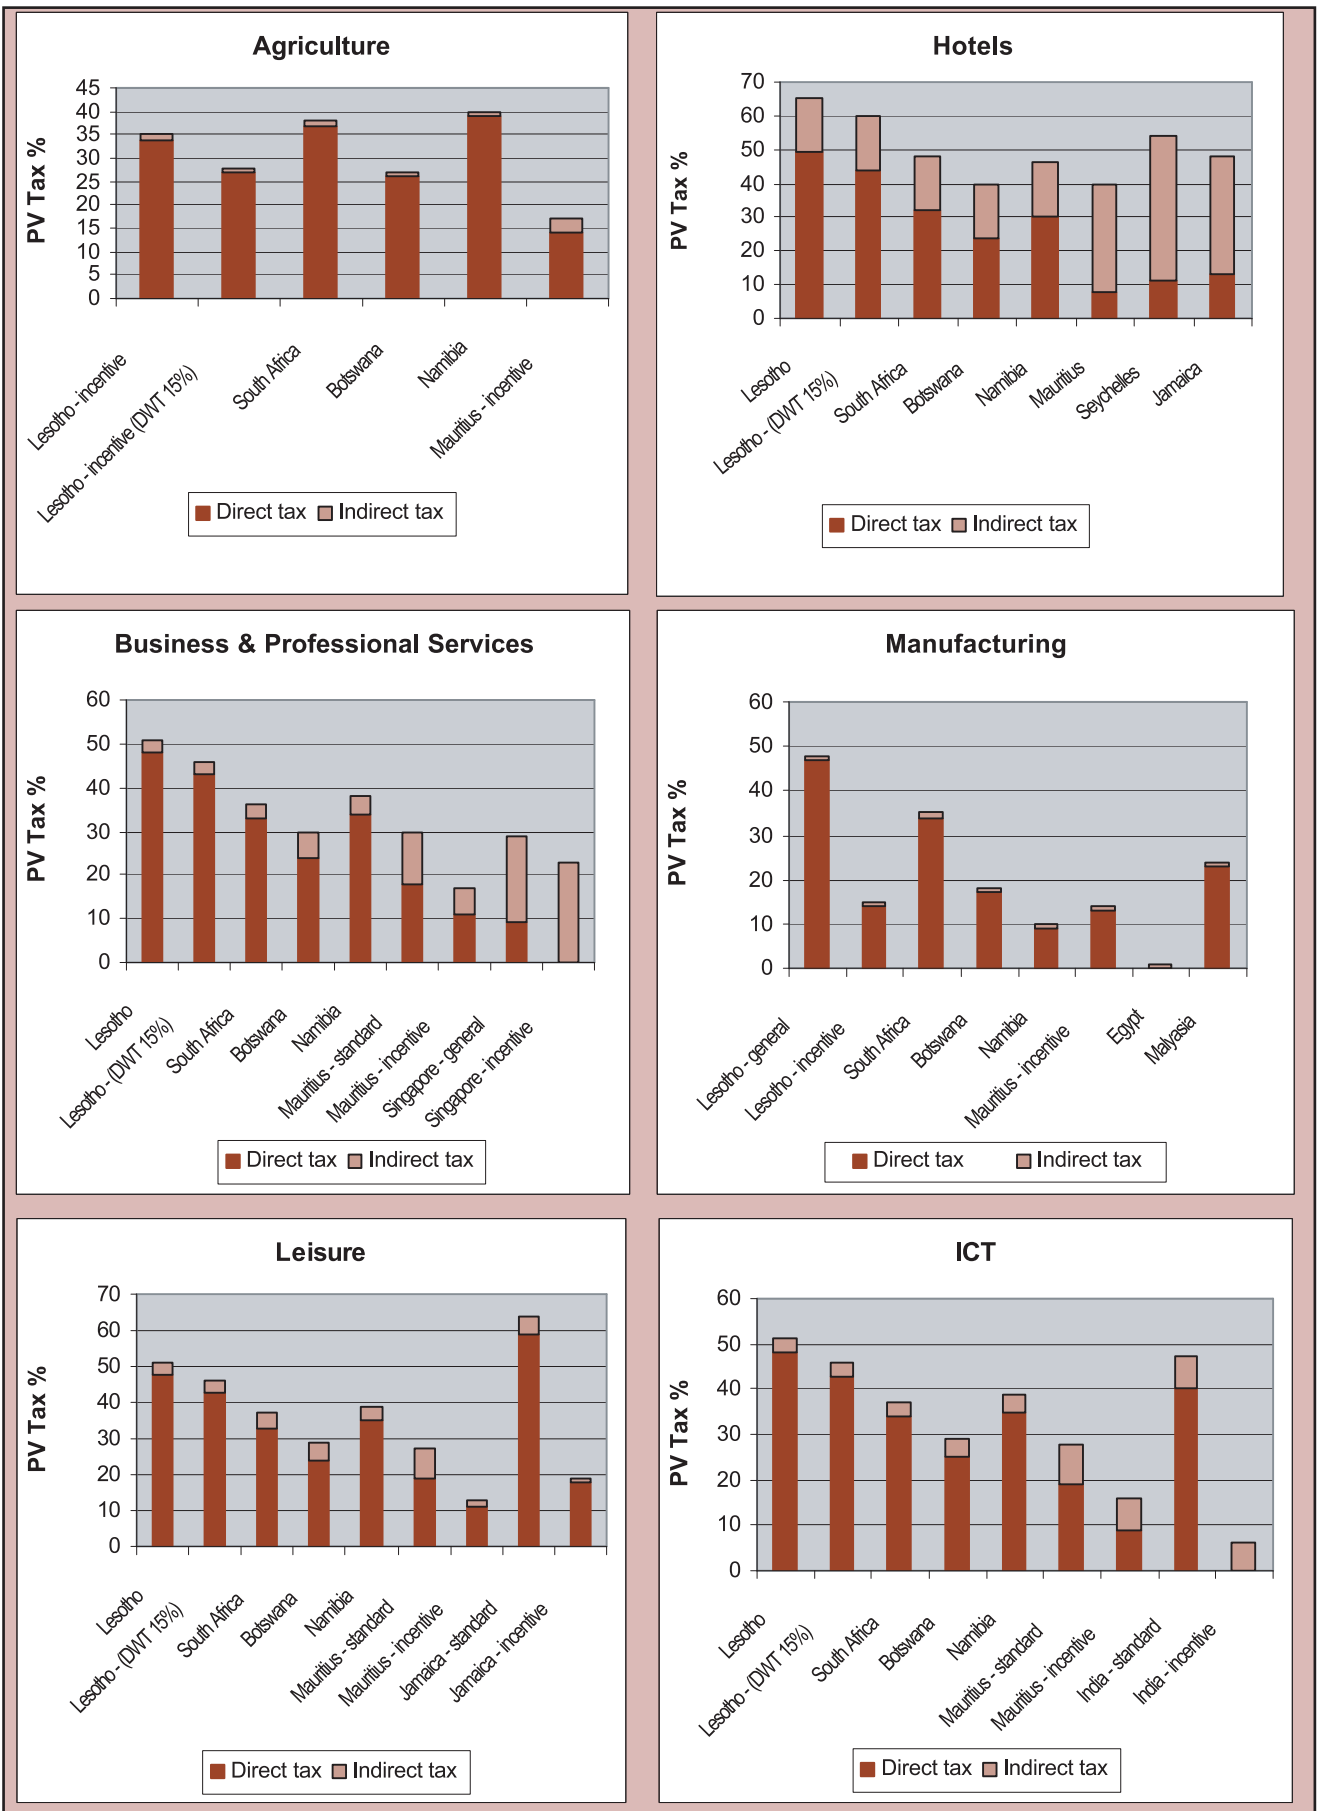 Agriculture
PV Tax %
45
40
35
30
25
20
15
10
5
0
Lesotho - incentive
Lesotho - incentive (DWT 15%)
South Africa
Botswana
Namibia
Mauritius - incentive
Direct tax Indirect tax
Hotels
PV Tax %
70
60
50
40
30
20
10
0
Lesotho
Lesotho - (DWT 15%)
South Africa
Botswana
Namibia
Mauritius
Seychelles
Jamaica
Direct tax Indirect tax
Business & Professional Services
PV Tax %
60
50
40
30
20
10
0
Lesotho
Lesotho - (DWT 15%)
South Africa
Botswana
Namibia
Mauritius - standard
Mauritius - incentive
Singapore - general
Singapore - incentive
Direct tax Indirect tax
Manufacturing
PV Tax %
60
50
40
30
20
10
0
Lesotho - general
Lesotho - incentive
South Africa
Botswana
Namibia
Mauritius - incentive
Egypt
Malyasia
Direct tax Indirect tax
Leisure
PV Tax %
70
60
50
40
30
20
10
0
Lesotho
Lesotho - (DWT 15%)
South Africa
Botswana
Namibia
Mauritius - standard
Mauritius - incentive
Jamaica - standard
Jamaica - incentive
Direct tax Indirect tax
ICT
PV Tax %
60
50
40
30
20
10
0
Lesotho
Lesotho - (DWT 15%)
South Africa
Botswana
Namibia
Mauritius - standard
Mauritius - incentive
India - standard
India - incentive
Direct tax Indirect tax